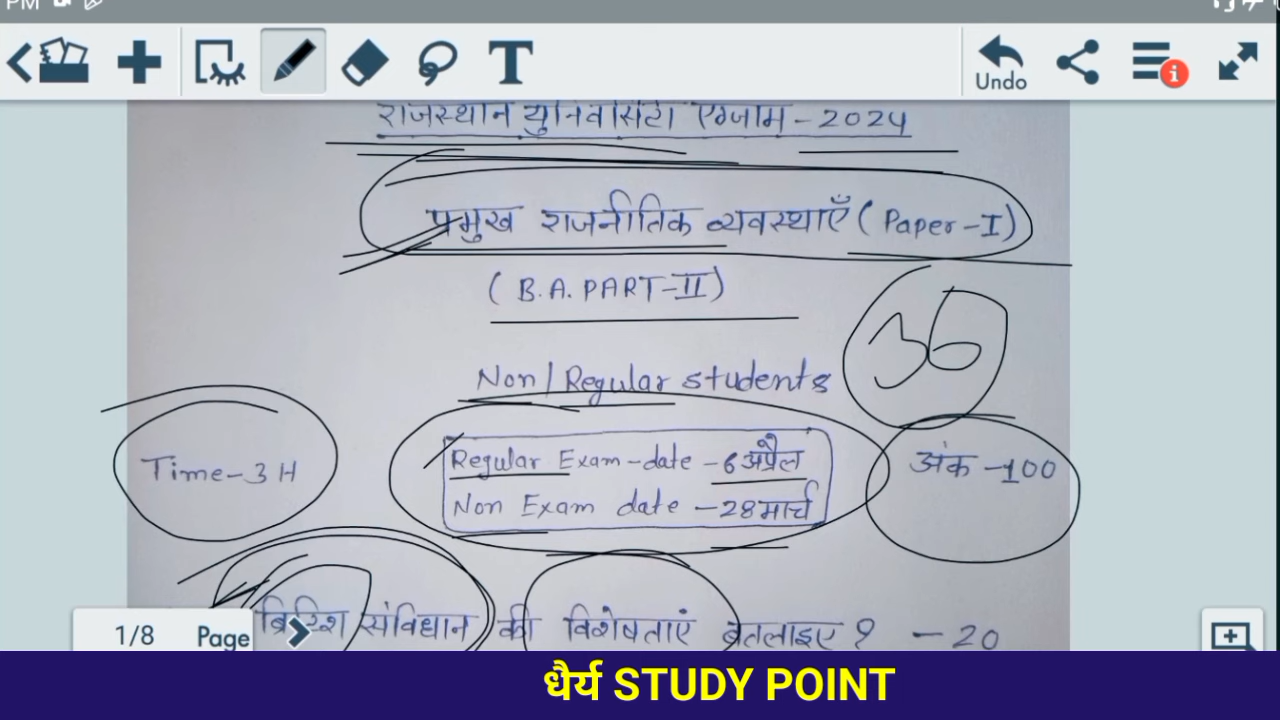 PM
Undo
राजस्थान युनिवर्सिटी एग्जाम - 2024
प्रमुख राजनीतिक व्यवस्थाएँ ( Paper - I )
( B.A. PART-II )
36
Non / Regular students
Regular Exam-date - 6 अप्रैल
Time-3 H
अंक -100
Non Exam date - 28 मार्च
ब्रिटिश संविधान की विशेषताएं बतलाइए ? - 20
1/8 Page
धैर्य STUDY POINT